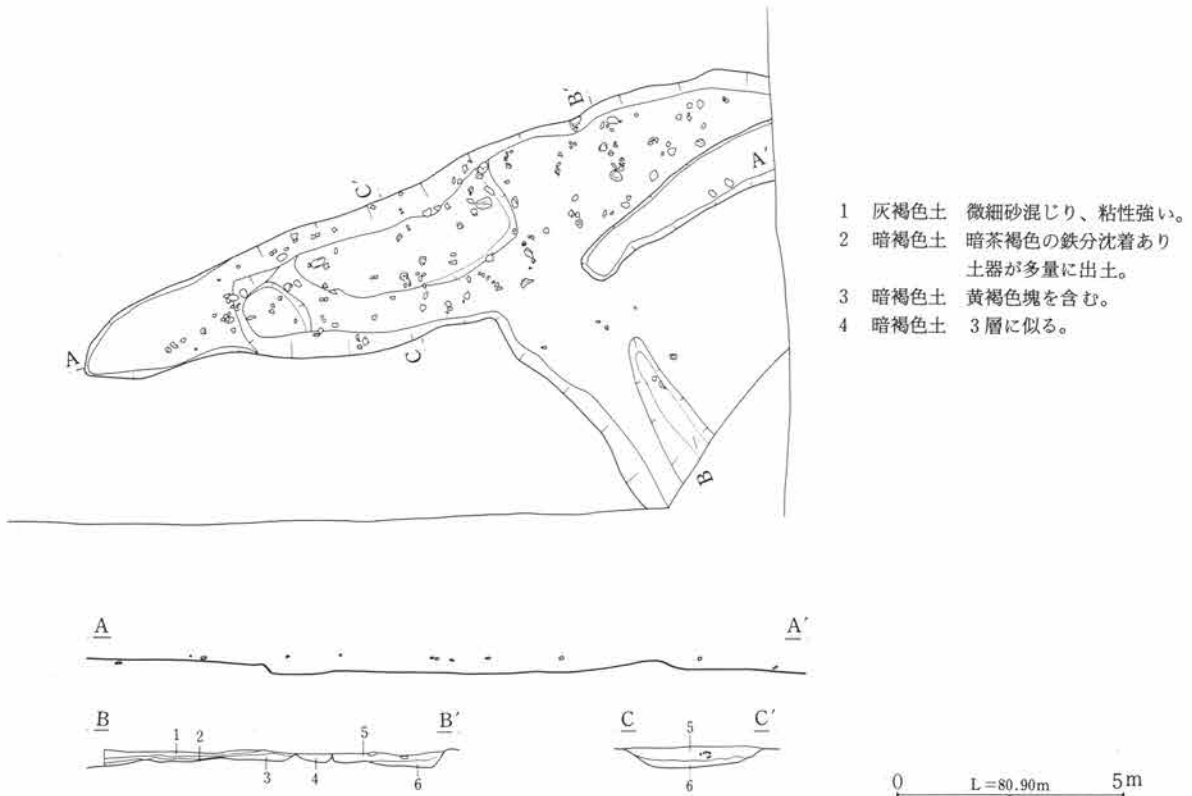 B′
A′
C′
A
C
B
1 灰褐色土 微細砂混じり、粘性強い。
2 暗褐色土 暗茶褐色の鉄分沈着あり
土器が多量に出土。
3 暗褐色土 黄褐色塊を含む。
4 暗褐色土 3層に似る。
A A′
B B′ C C′
1 2 5 5
3 4 6 6
0 L=80.90m 5m